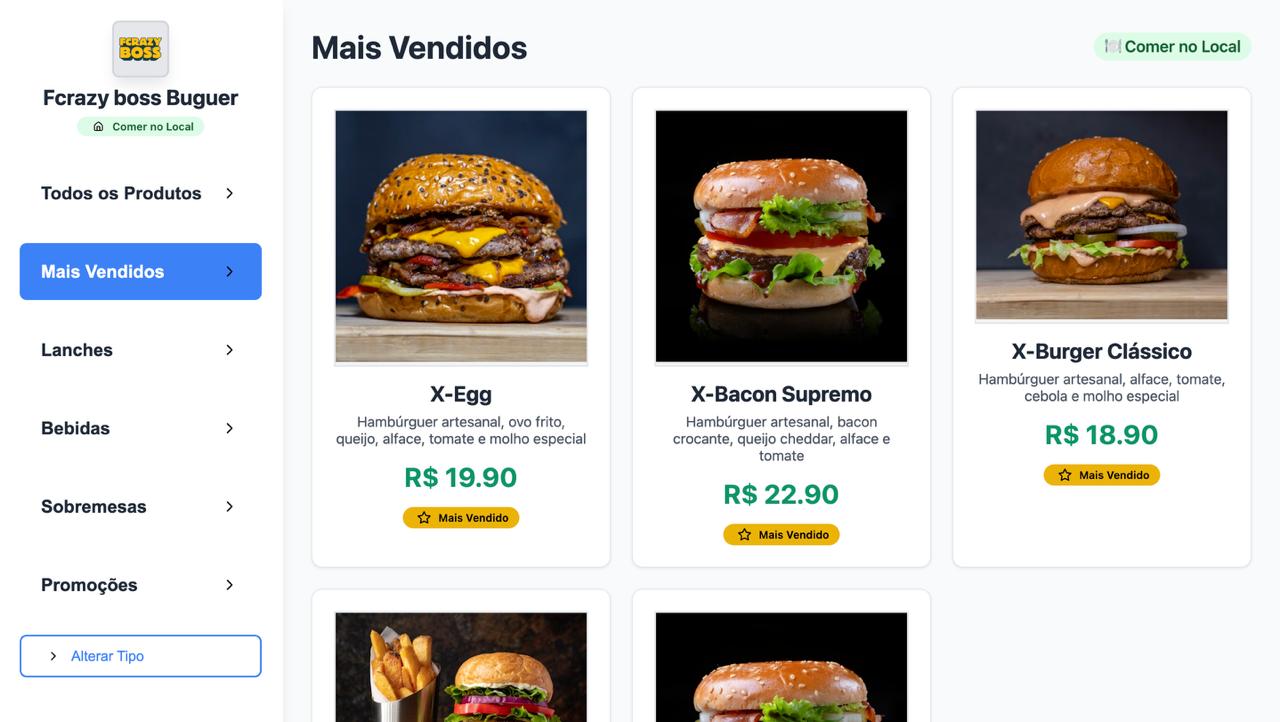 FCRAZY
BOSS
Fcrazy boss Buguer
Comer no Local
Todos os Produtos
Mais Vendidos
Lanches
Bebidas
Sobremesas
Promoções
Alterar Tipo
Mais Vendidos
Comer no Local
X-Egg
Hambúrguer artesanal, ovo frito,
queijo, alface, tomate e molho especial
R$ 19.90
Mais Vendido
X-Bacon Supremo
Hambúrguer artesanal, bacon
crocante, queijo cheddar, alface e
tomate
R$ 22.90
Mais Vendido
X-Burger Clássico
Hambúrguer artesanal, alface, tomate,
cebola e molho especial
R$ 18.90
Mais Vendido